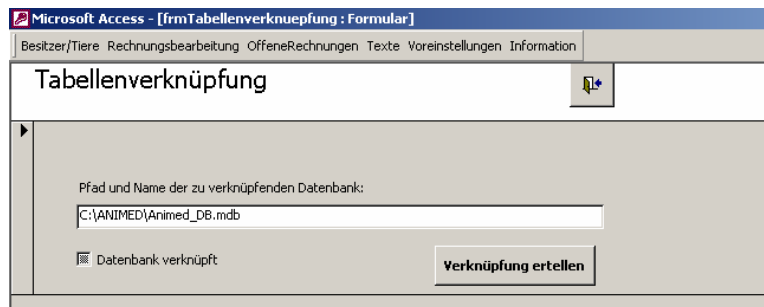 Microsoft Access - [frmTabellenverknuepfung : Formular]
Besitzer/Tiere Rechnungsbearbeitung OffeneRechnungen Texte Voreinstellungen Information
Tabellenverknüpfung
Pfad und Name der zu verknüpfenden Datenbank:
C:\ANIMED\Animed_DB.mdb
Datenbank verknüpft
Verknüpfung ertellen